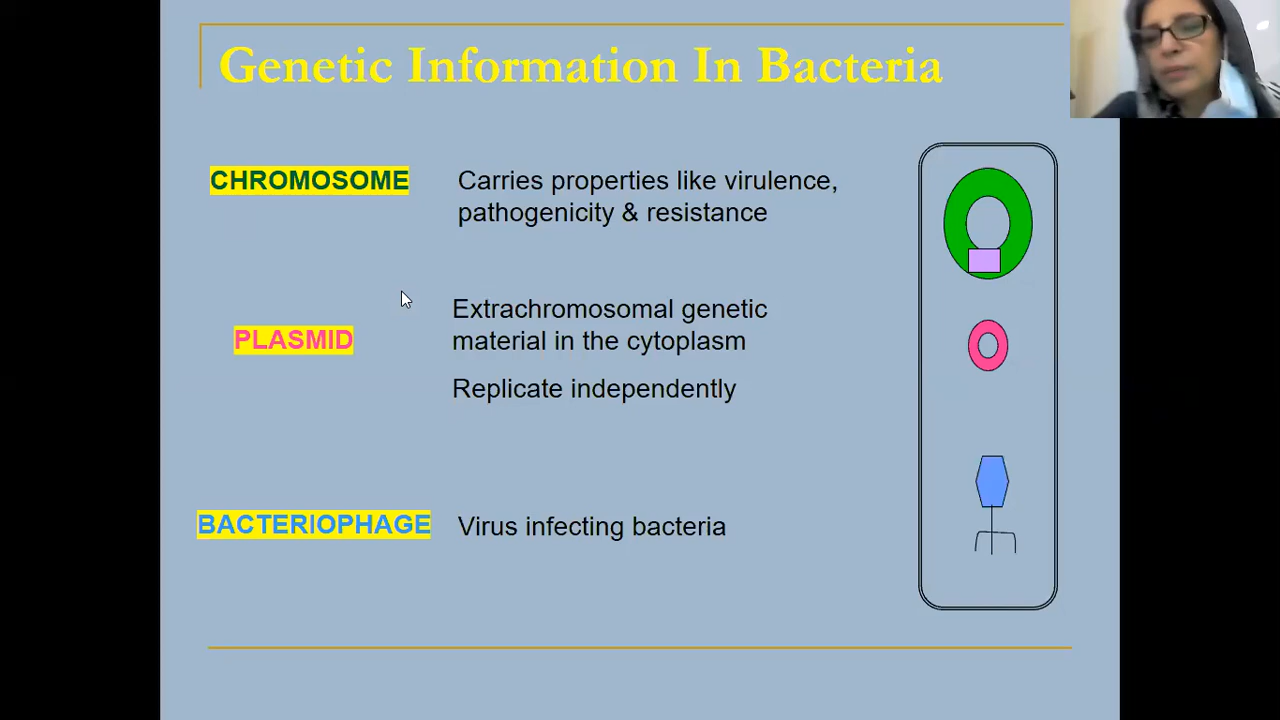 Genetic Information In Bacteria
CHROMOSOME
Carries properties like virulence,
pathogenicity & resistance
PLASMID
Extrachromosomal genetic
material in the cytoplasm
Replicate independently
BACTERIOPHAGE
Virus infecting bacteria